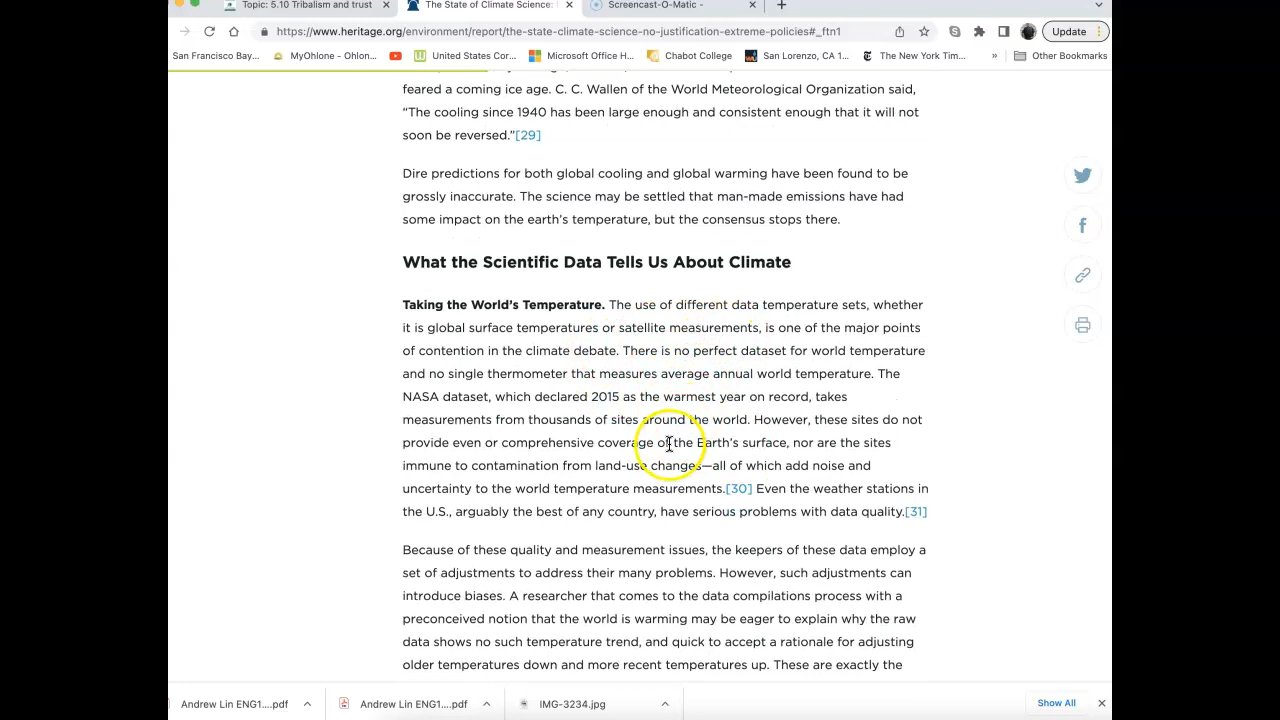 Topic: 5.10 Tribalism and trust
The State of Climate Science:
Screencast-O-Matic -
https://www.heritage.org/environment/report/the-state-climate-science-no-justification-extreme-policies#_ftn1
Update
San Francisco Bay...
MyOhlone - Ohlon...
United States Cor...
Microsoft Office H...
Chabot College
San Lorenzo, CA 1...
The New York Tim...
Other Bookmarks
feared a coming ice age. C. C. Wallen of the World Meteorological Organization said,
“The cooling since 1940 has been large enough and consistent enough that it will not
soon be reversed.”[29]
Dire predictions for both global cooling and global warming have been found to be
grossly inaccurate. The science may be settled that man-made emissions have had
some impact on the earth’s temperature, but the consensus stops there.
What the Scientific Data Tells Us About Climate
Taking the World’s Temperature. The use of different data temperature sets, whether
it is global surface temperatures or satellite measurements, is one of the major points
of contention in the climate debate. There is no perfect dataset for world temperature
and no single thermometer that measures average annual world temperature. The
NASA dataset, which declared 2015 as the warmest year on record, takes
measurements from thousands of sites around the world. However, these sites do not
provide even or comprehensive coverage of the Earth’s surface, nor are the sites
immune to contamination from land-use changes—all of which add noise and
uncertainty to the world temperature measurements.[30] Even the weather stations in
the U.S., arguably the best of any country, have serious problems with data quality.[31]
Because of these quality and measurement issues, the keepers of these data employ a
set of adjustments to address their many problems. However, such adjustments can
introduce biases. A researcher that comes to the data compilations process with a
preconceived notion that the world is warming may be eager to explain why the raw
data shows no such temperature trend, and quick to accept a rationale for adjusting
older temperatures down and more recent temperatures up. These are exactly the
Andrew Lin ENG1....pdf
Andrew Lin ENG1....pdf
IMG-3234.jpg
Show All